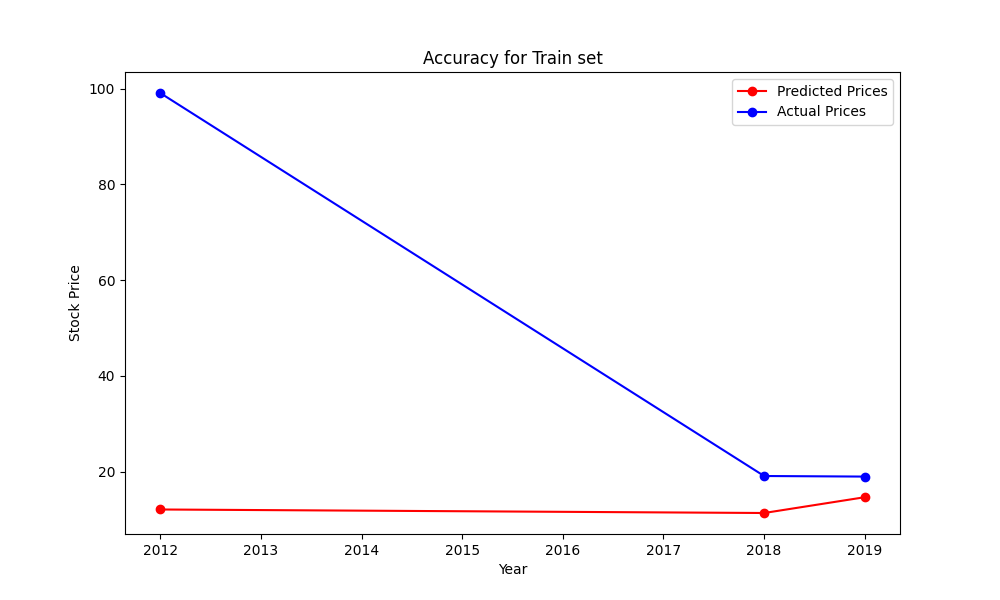 Accuracy for Train set
Predicted Prices
Actual Prices
100
80
60
40
20
Stock Price
2012 2013 2014 2015 2016 2017 2018 2019
Year